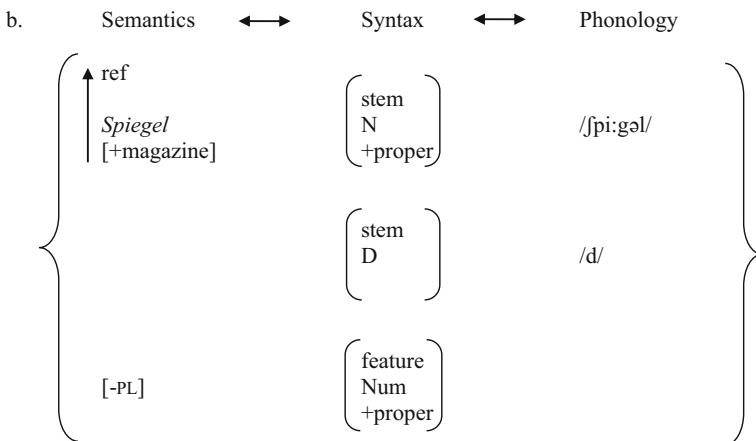 b. Semantics ↔ Syntax ↔ Phonology
ref
stem
Spiegel N /ʃpi:gəl/
[+magazine] +proper
stem
D /d/
feature
[-PL] Num
+proper